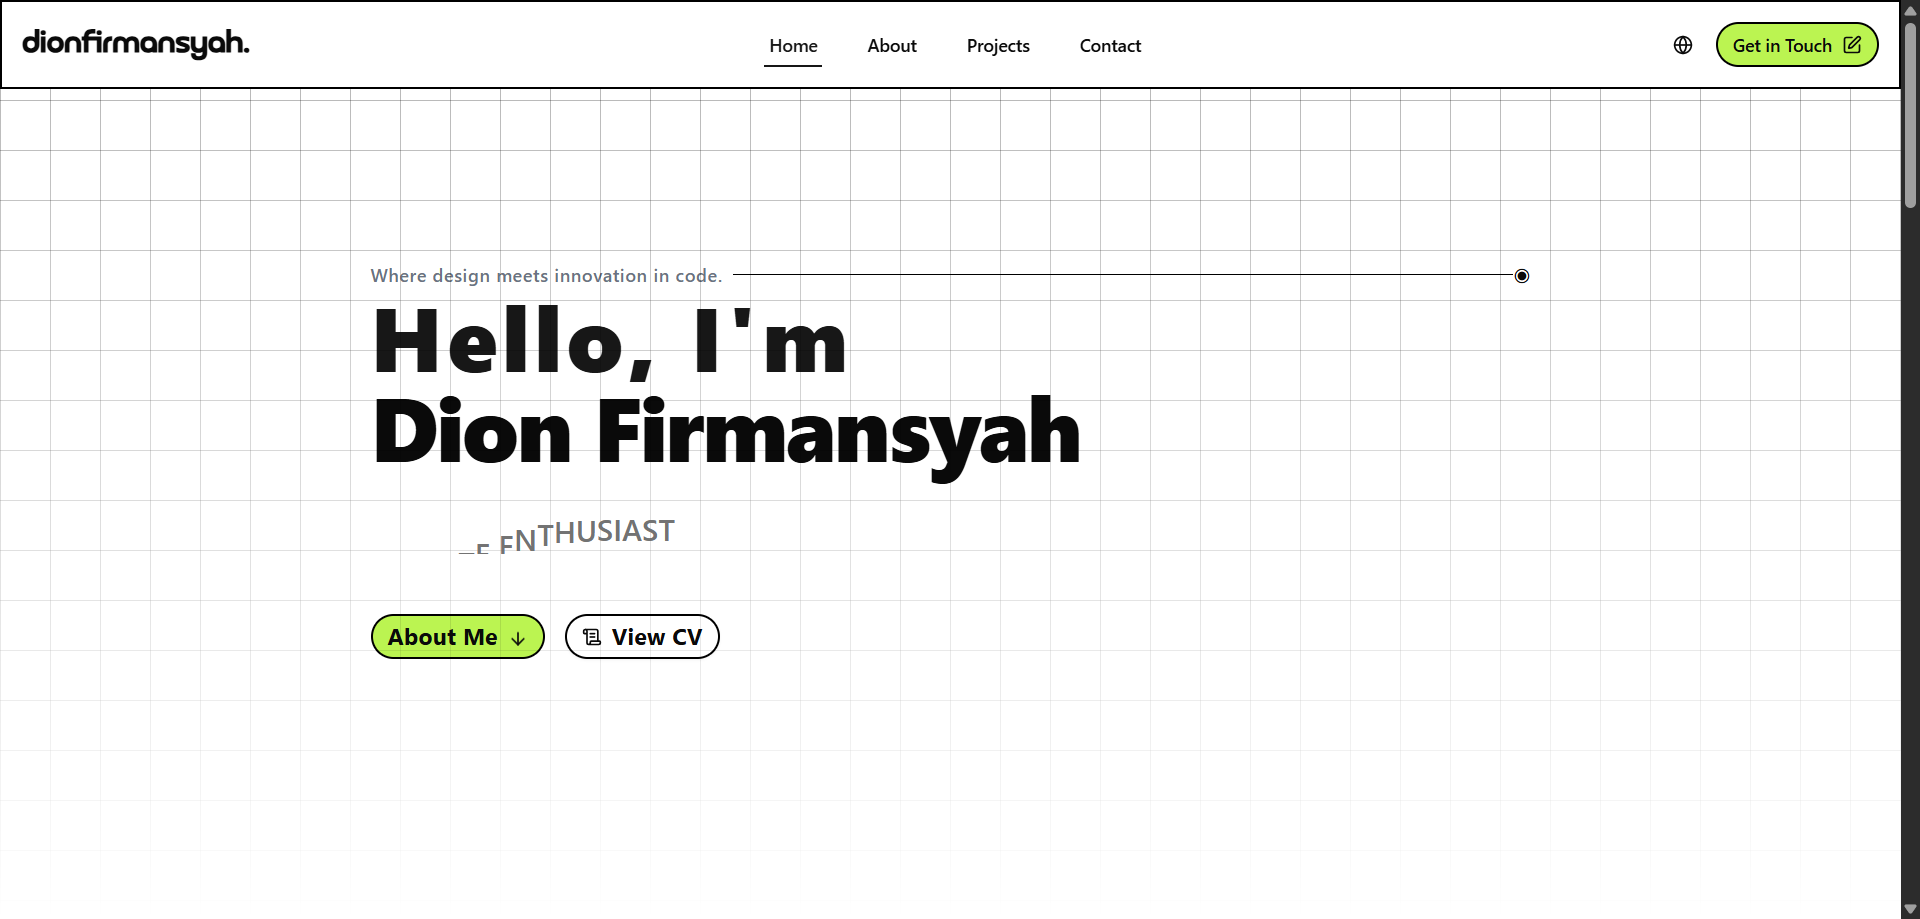 dionfirmansyah.
Home
About
Projects
Contact
Get in Touch
Where design meets innovation in code.
Hello, I'm
Dion Firmansyah
ENTHUSIAST
About Me
View CV